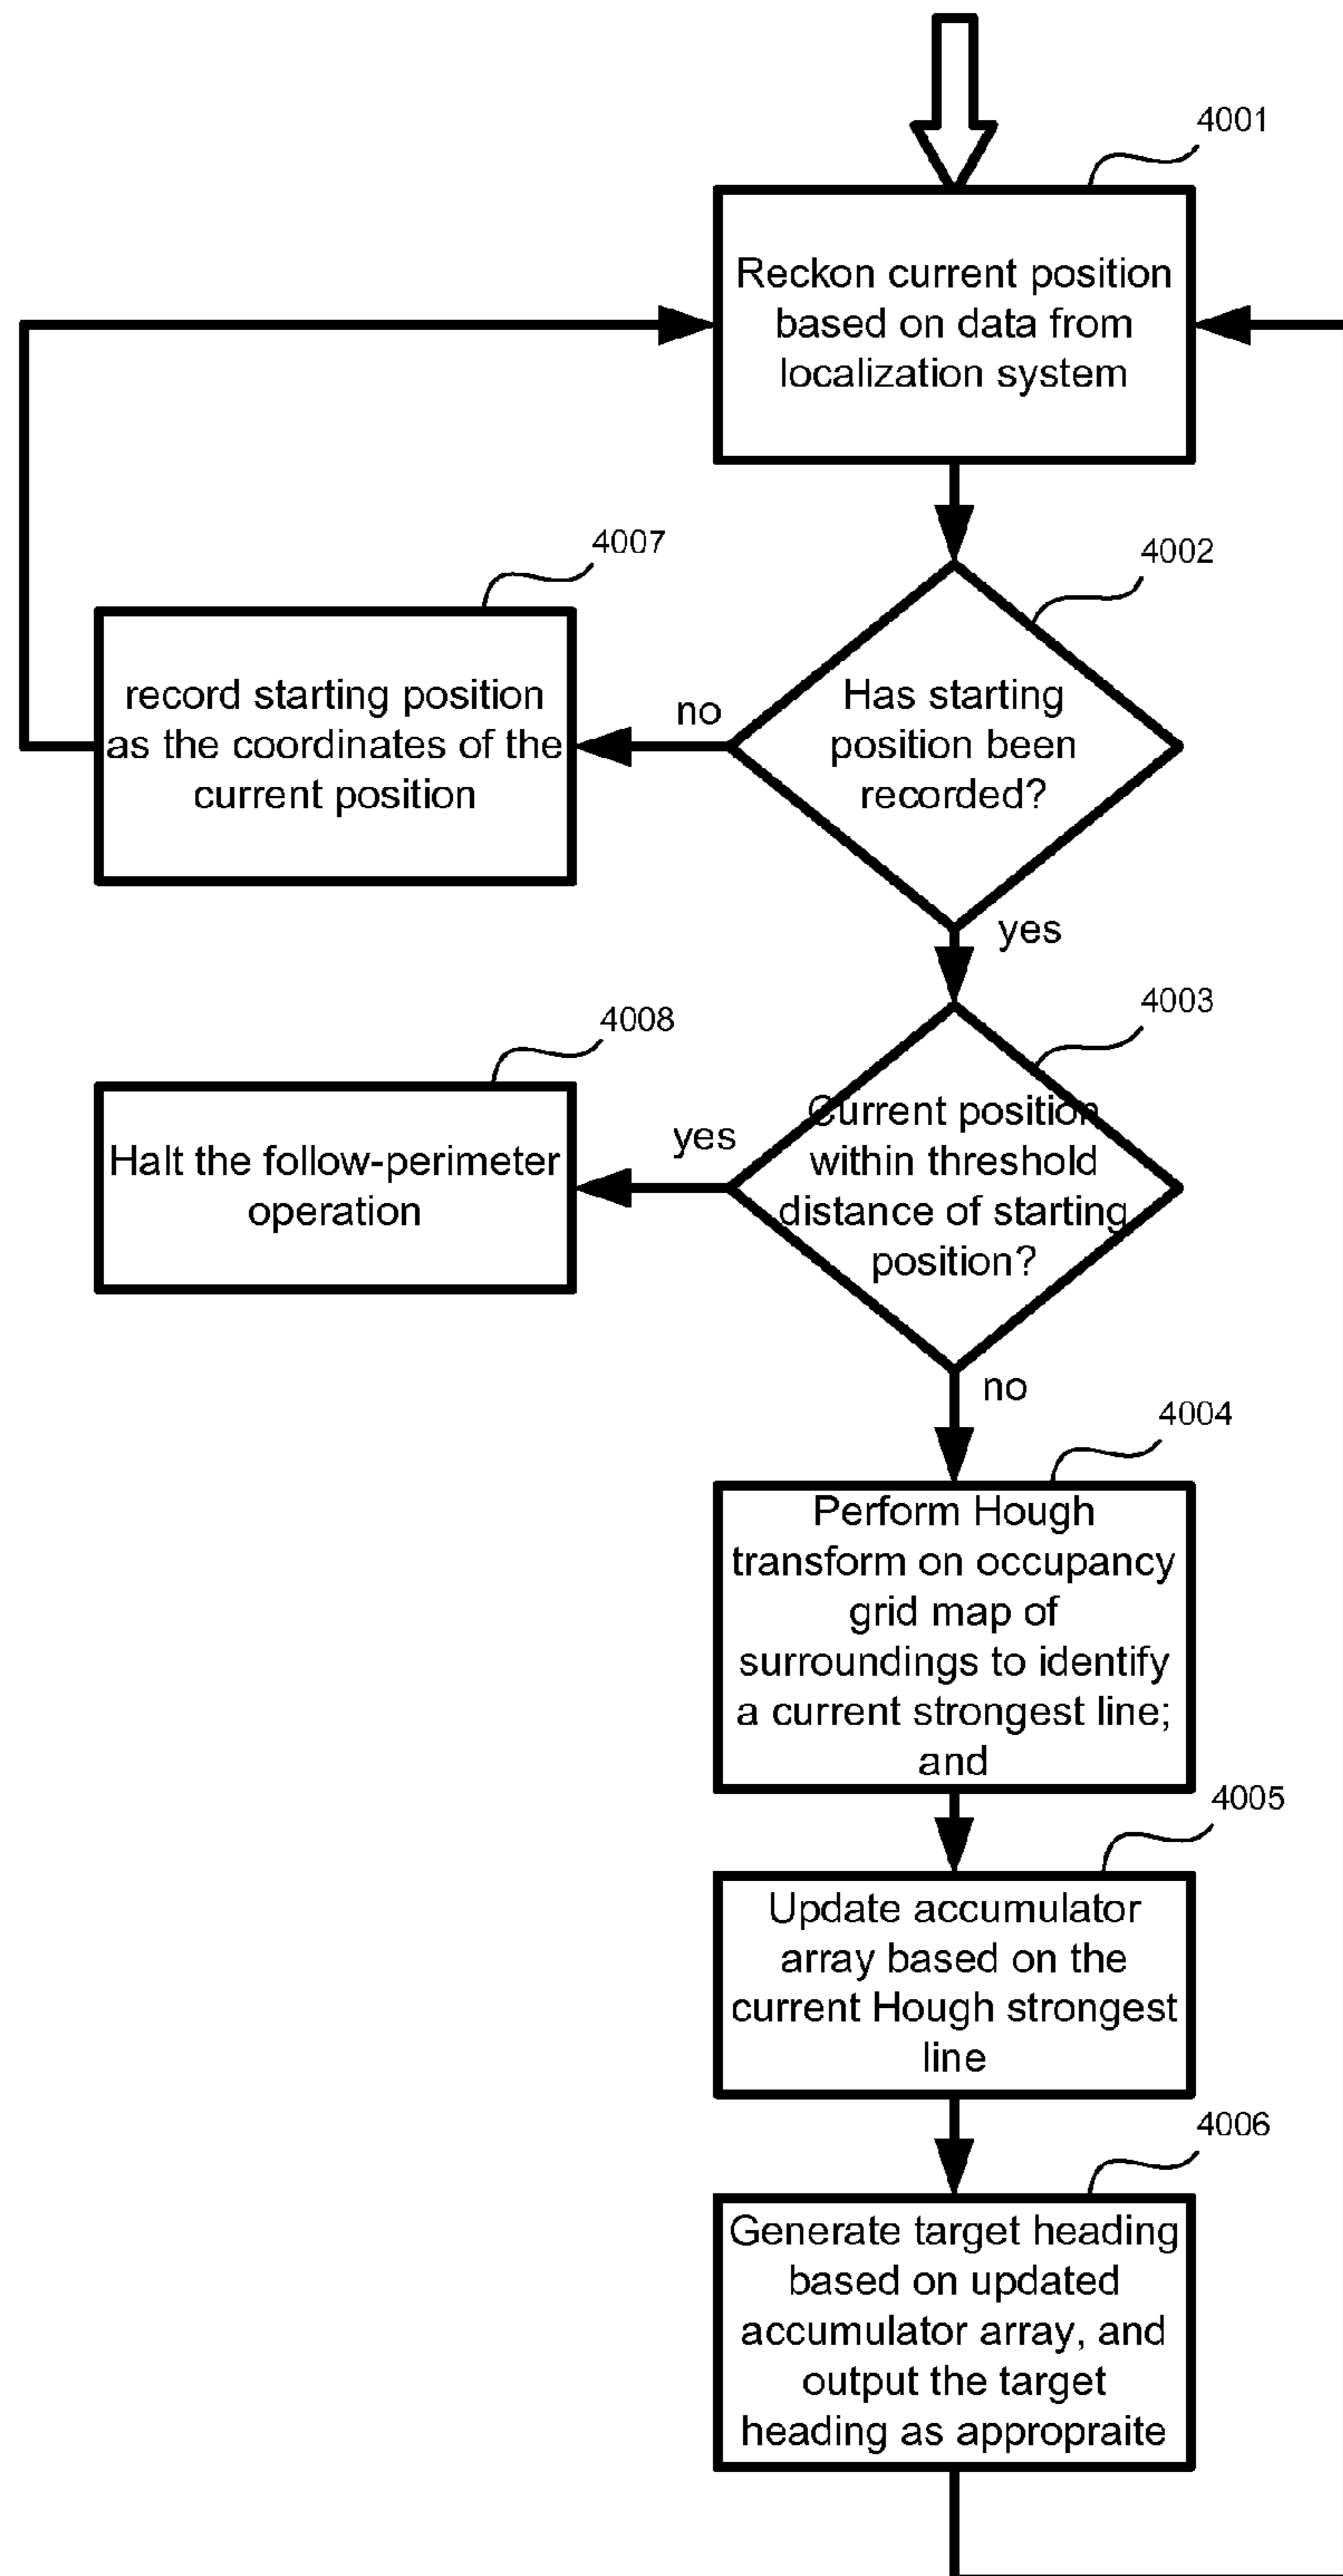 4001
Reckon current position
based on data from
localization system
4007
4002
record starting position
as the coordinates of the
current position
no
Has starting
position been
recorded?
yes
4008
4003
Halt the follow-perimeter
operation
yes
Current position
within threshold
distance of starting
position?
no
4004
Perform Hough
transform on occupancy
grid map of
surroundings to identify
a current strongest line;
and
4005
Update accumulator
array based on the
current Hough strongest
line
4006
Generate target heading
based on updated
accumulator array, and
output the target
heading as appropraite